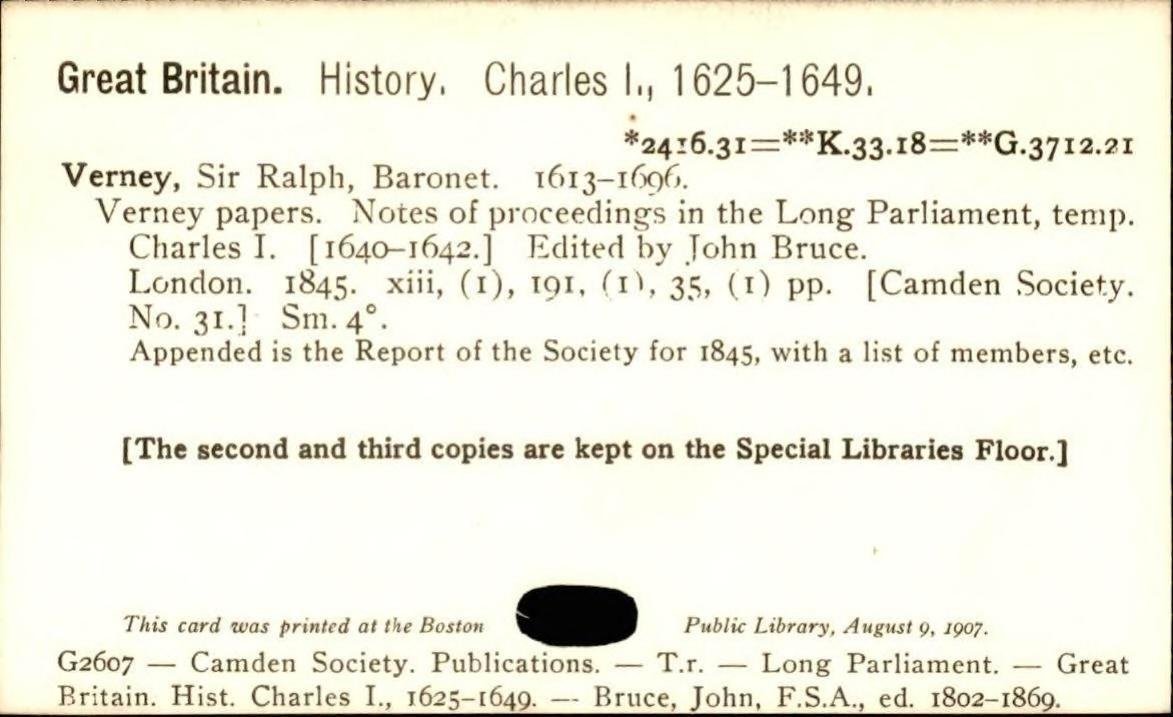 Great Britain. History. Charles I., 1625–1649.
*2416.31=**K.33.18=**G.3712.21
Verney, Sir Ralph, Baronet. 1613–1696.
Verney papers. Notes of proceedings in the Long Parliament, temp.
Charles I. [1640–1642.] Edited by John Bruce.
London. 1845. xiii, (1), 191, (1), 35, (1) pp. [Camden Society.
No. 31.] Sm. 4°.
Appended is the Report of the Society for 1845, with a list of members, etc.
[The second and third copies are kept on the Special Libraries Floor.]
This card was printed at the Boston Public Library, August 9, 1907.
G2607 — Camden Society. Publications. — T.r. — Long Parliament. — Great
Britain. Hist. Charles I., 1625-1649. — Bruce, John, F.S.A., ed. 1802–1869.